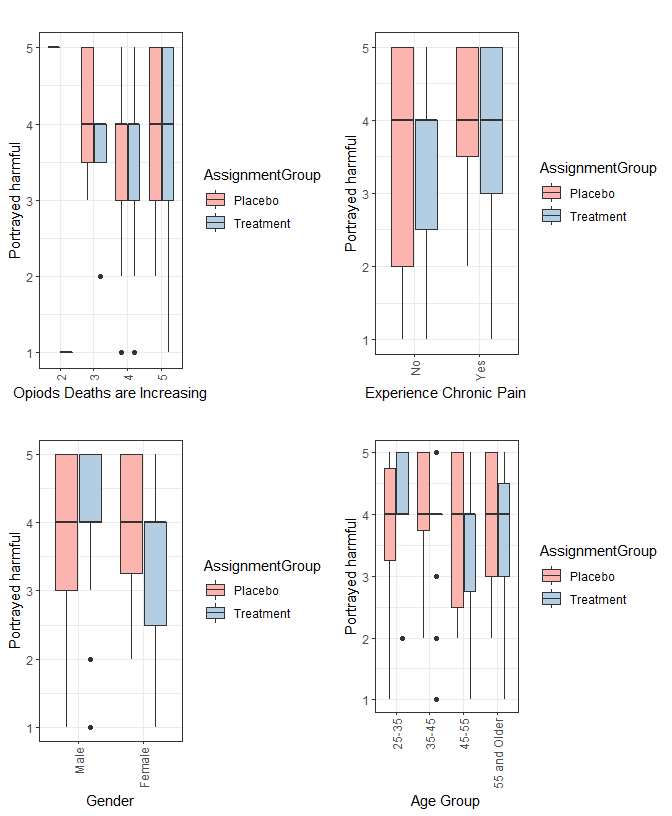 5
4
3
2
1
Portrayed harmful
2
3
4
5
Opiods Deaths are Increasing
AssignmentGroup
Placebo
Treatment
5
4
3
2
1
Portrayed harmful
No
Yes
Experience Chronic Pain
AssignmentGroup
Placebo
Treatment
5
4
3
2
1
Portrayed harmful
Male
Female
Gender
AssignmentGroup
Placebo
Treatment
5
4
3
2
1
Portrayed harmful
25-35
35-45
45-55
55 and Older
Age Group
AssignmentGroup
Placebo
Treatment